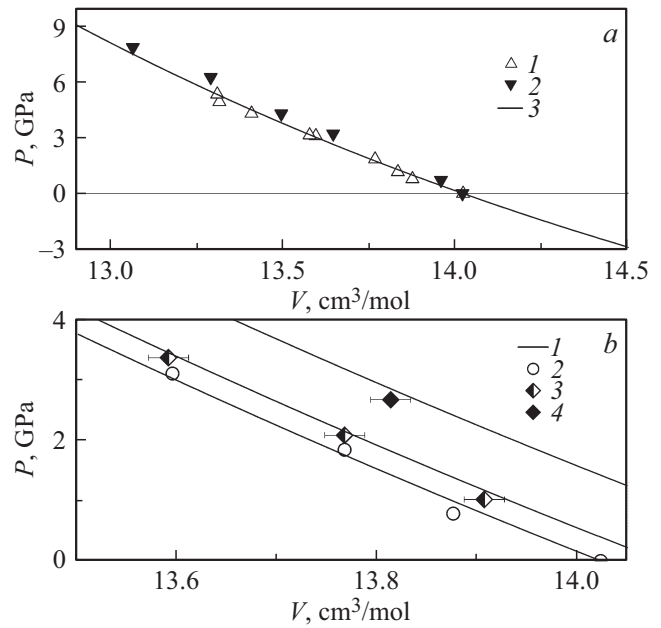 a
9
6
3
0
–3
P, GPa
△ 1
▼ 2
— 3
13.0 13.5 14.0 14.5
V, cm³/mol
b
4
2
0
P, GPa
— 1
○ 2
3
◆ 4
13.6 13.8 14.0
V, cm³/mol